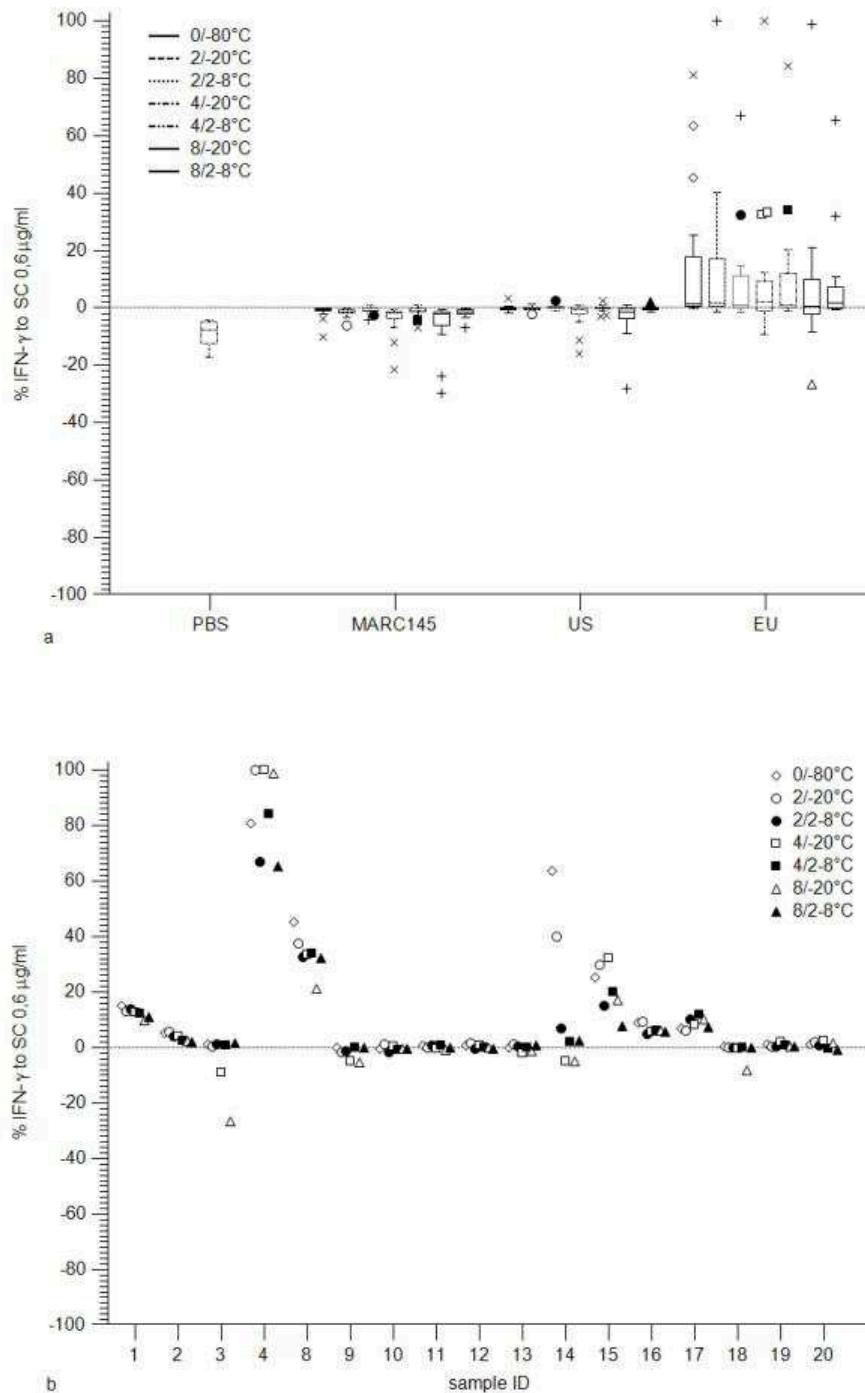 100
80
60
40
20
0
-20
-40
-60
-80
-100
% IFN-γ to SC 0,6 µg/ml
0/-80°C
2/-20°C
2/2-8°C
4/-20°C
4/2-8°C
8/-20°C
8/2-8°C
PBS MARC145 US EU
a
100
80
60
40
20
0
-20
-40
-60
-80
-100
% IFN-γ to SC 0,6 µg/ml
0/-80°C
2/-20°C
2/2-8°C
4/-20°C
4/2-8°C
8/-20°C
8/2-8°C
1 2 3 4 8 9 10 11 12 13 14 15 16 17 18 19 20
sample ID
b